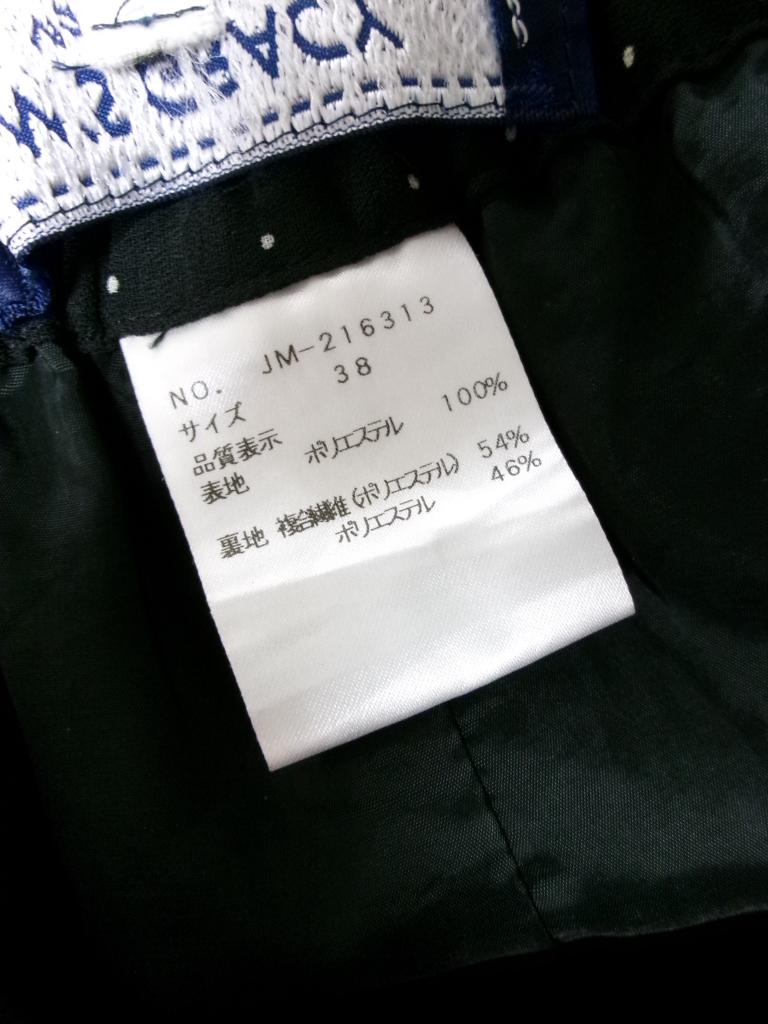 NO. JM-216313
サイズ 38
品質表示
表地 ポリエステル 100%
裏地 複合繊維(ポリエステル) 54%
ポリエステル 46%